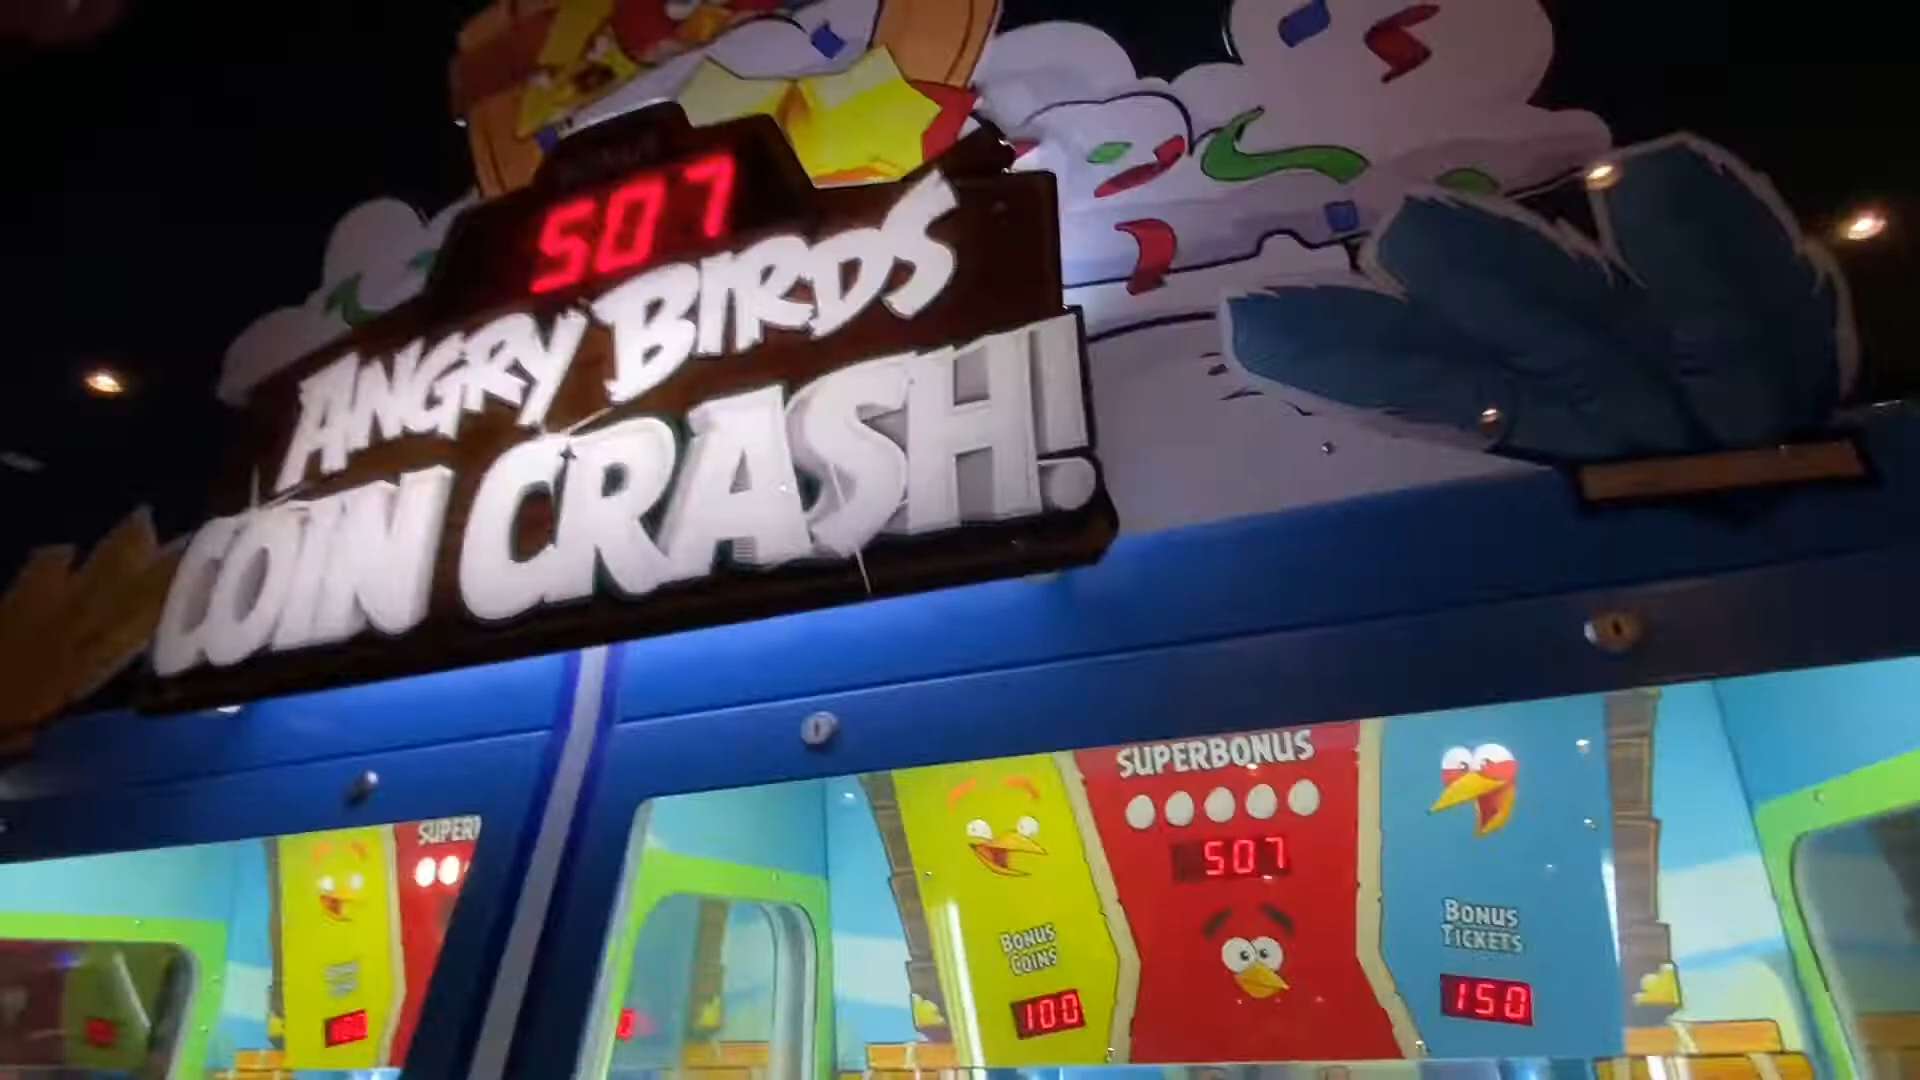 507
ANGRY BIRDS
COIN CRASH!
SUPERBONUS
507
BONUS
COINS
100
BONUS
TICKETS
150
SUPER